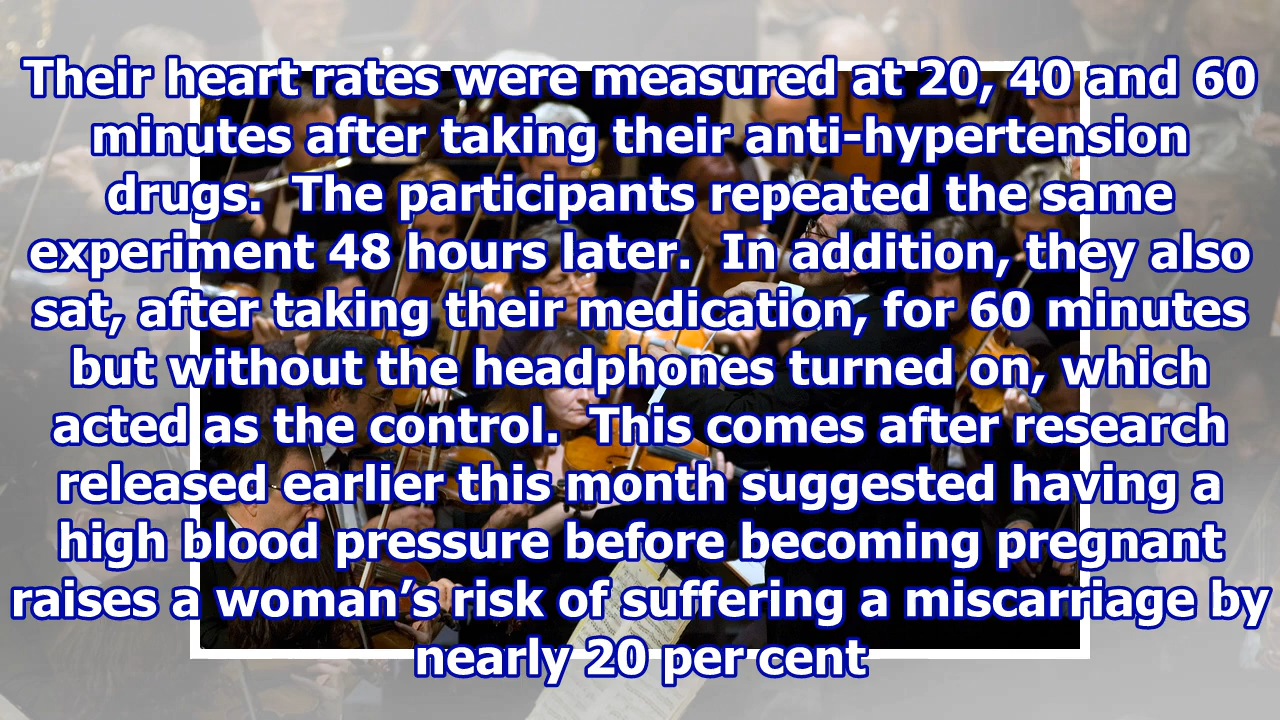 Their heart rates were measured at 20, 40 and 60
minutes after taking their anti-hypertension
drugs.  The participants repeated the same
experiment 48 hours later.  In addition, they also
sat, after taking their medication, for 60 minutes
but without the headphones turned on, which
acted as the control.  This comes after research
released earlier this month suggested having a
high blood pressure before becoming pregnant
raises a woman’s risk of suffering a miscarriage by
nearly 20 per cent